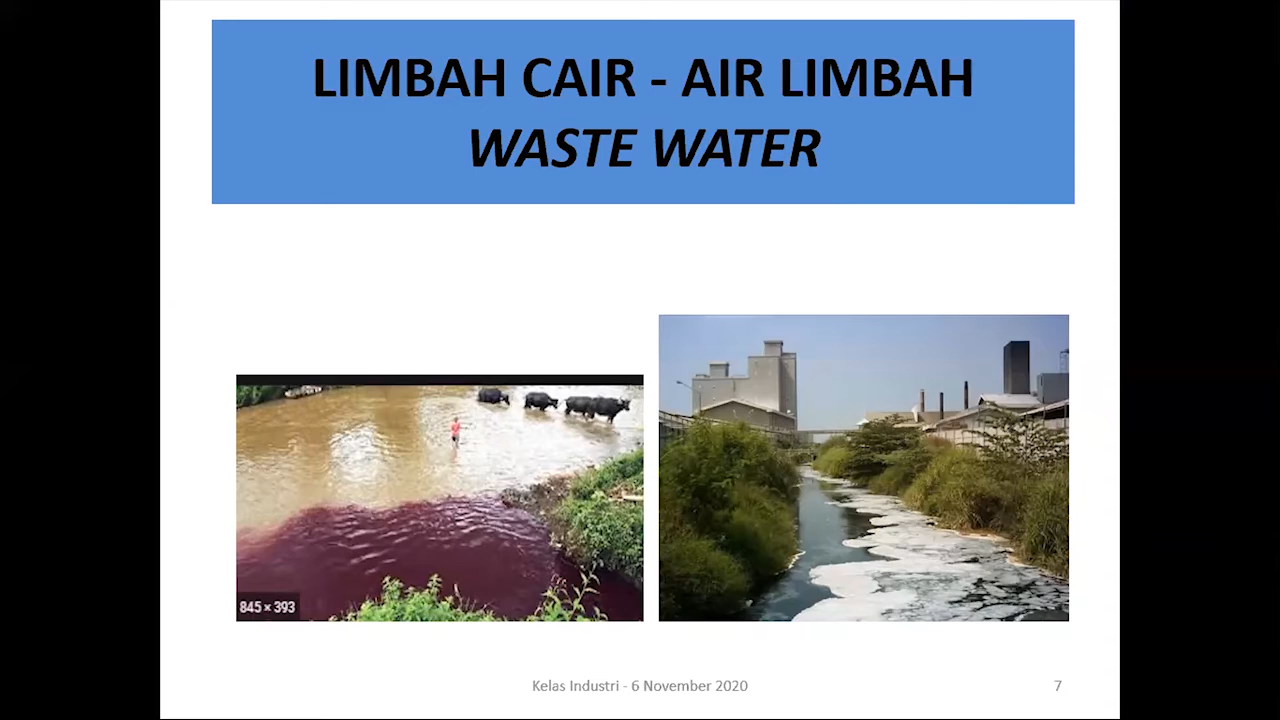 LIMBAH CAIR - AIR LIMBAH
WASTE WATER
845 × 393
Kelas Industri - 6 November 2020
7